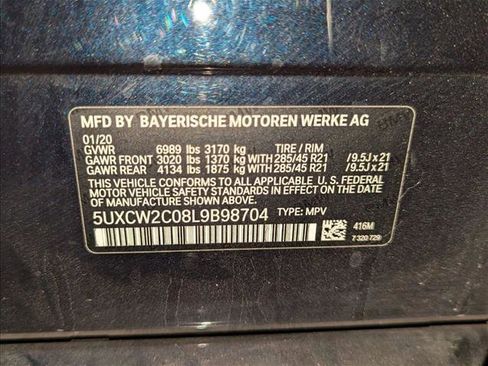 MFD BY BAYERISCHE MOTOREN WERKE AG
01/20
GVWR 6989 lbs 3170 kg TIRE / RIM
GAWR FRONT 3020 lbs 1370 kg WITH 285/45 R21 /9.5J x 21
GAWR REAR 4134 lbs 1875 kg WITH 285/45 R21 /9.5J x 21
THIS VEHICLE CONFORMS TO ALL APPLICABLE U. S. FEDERAL
MOTOR VEHICLE SAFETY STANDARDS IN EFFECT ON THE DATE
OF MANUFACTURE SHOWN ABOVE.
5UXCW2C08L9B98704 TYPE: MPV
416M
7 320 729